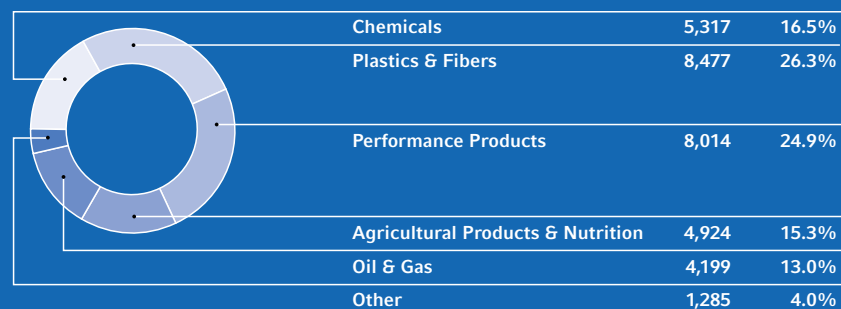 Chemicals 5,317 16.5%
Plastics & Fibers 8,477 26.3%
Performance Products 8,014 24.9%
Agricultural Products & Nutrition 4,924 15.3%
Oil & Gas 4,199 13.0%
Other 1,285 4.0%